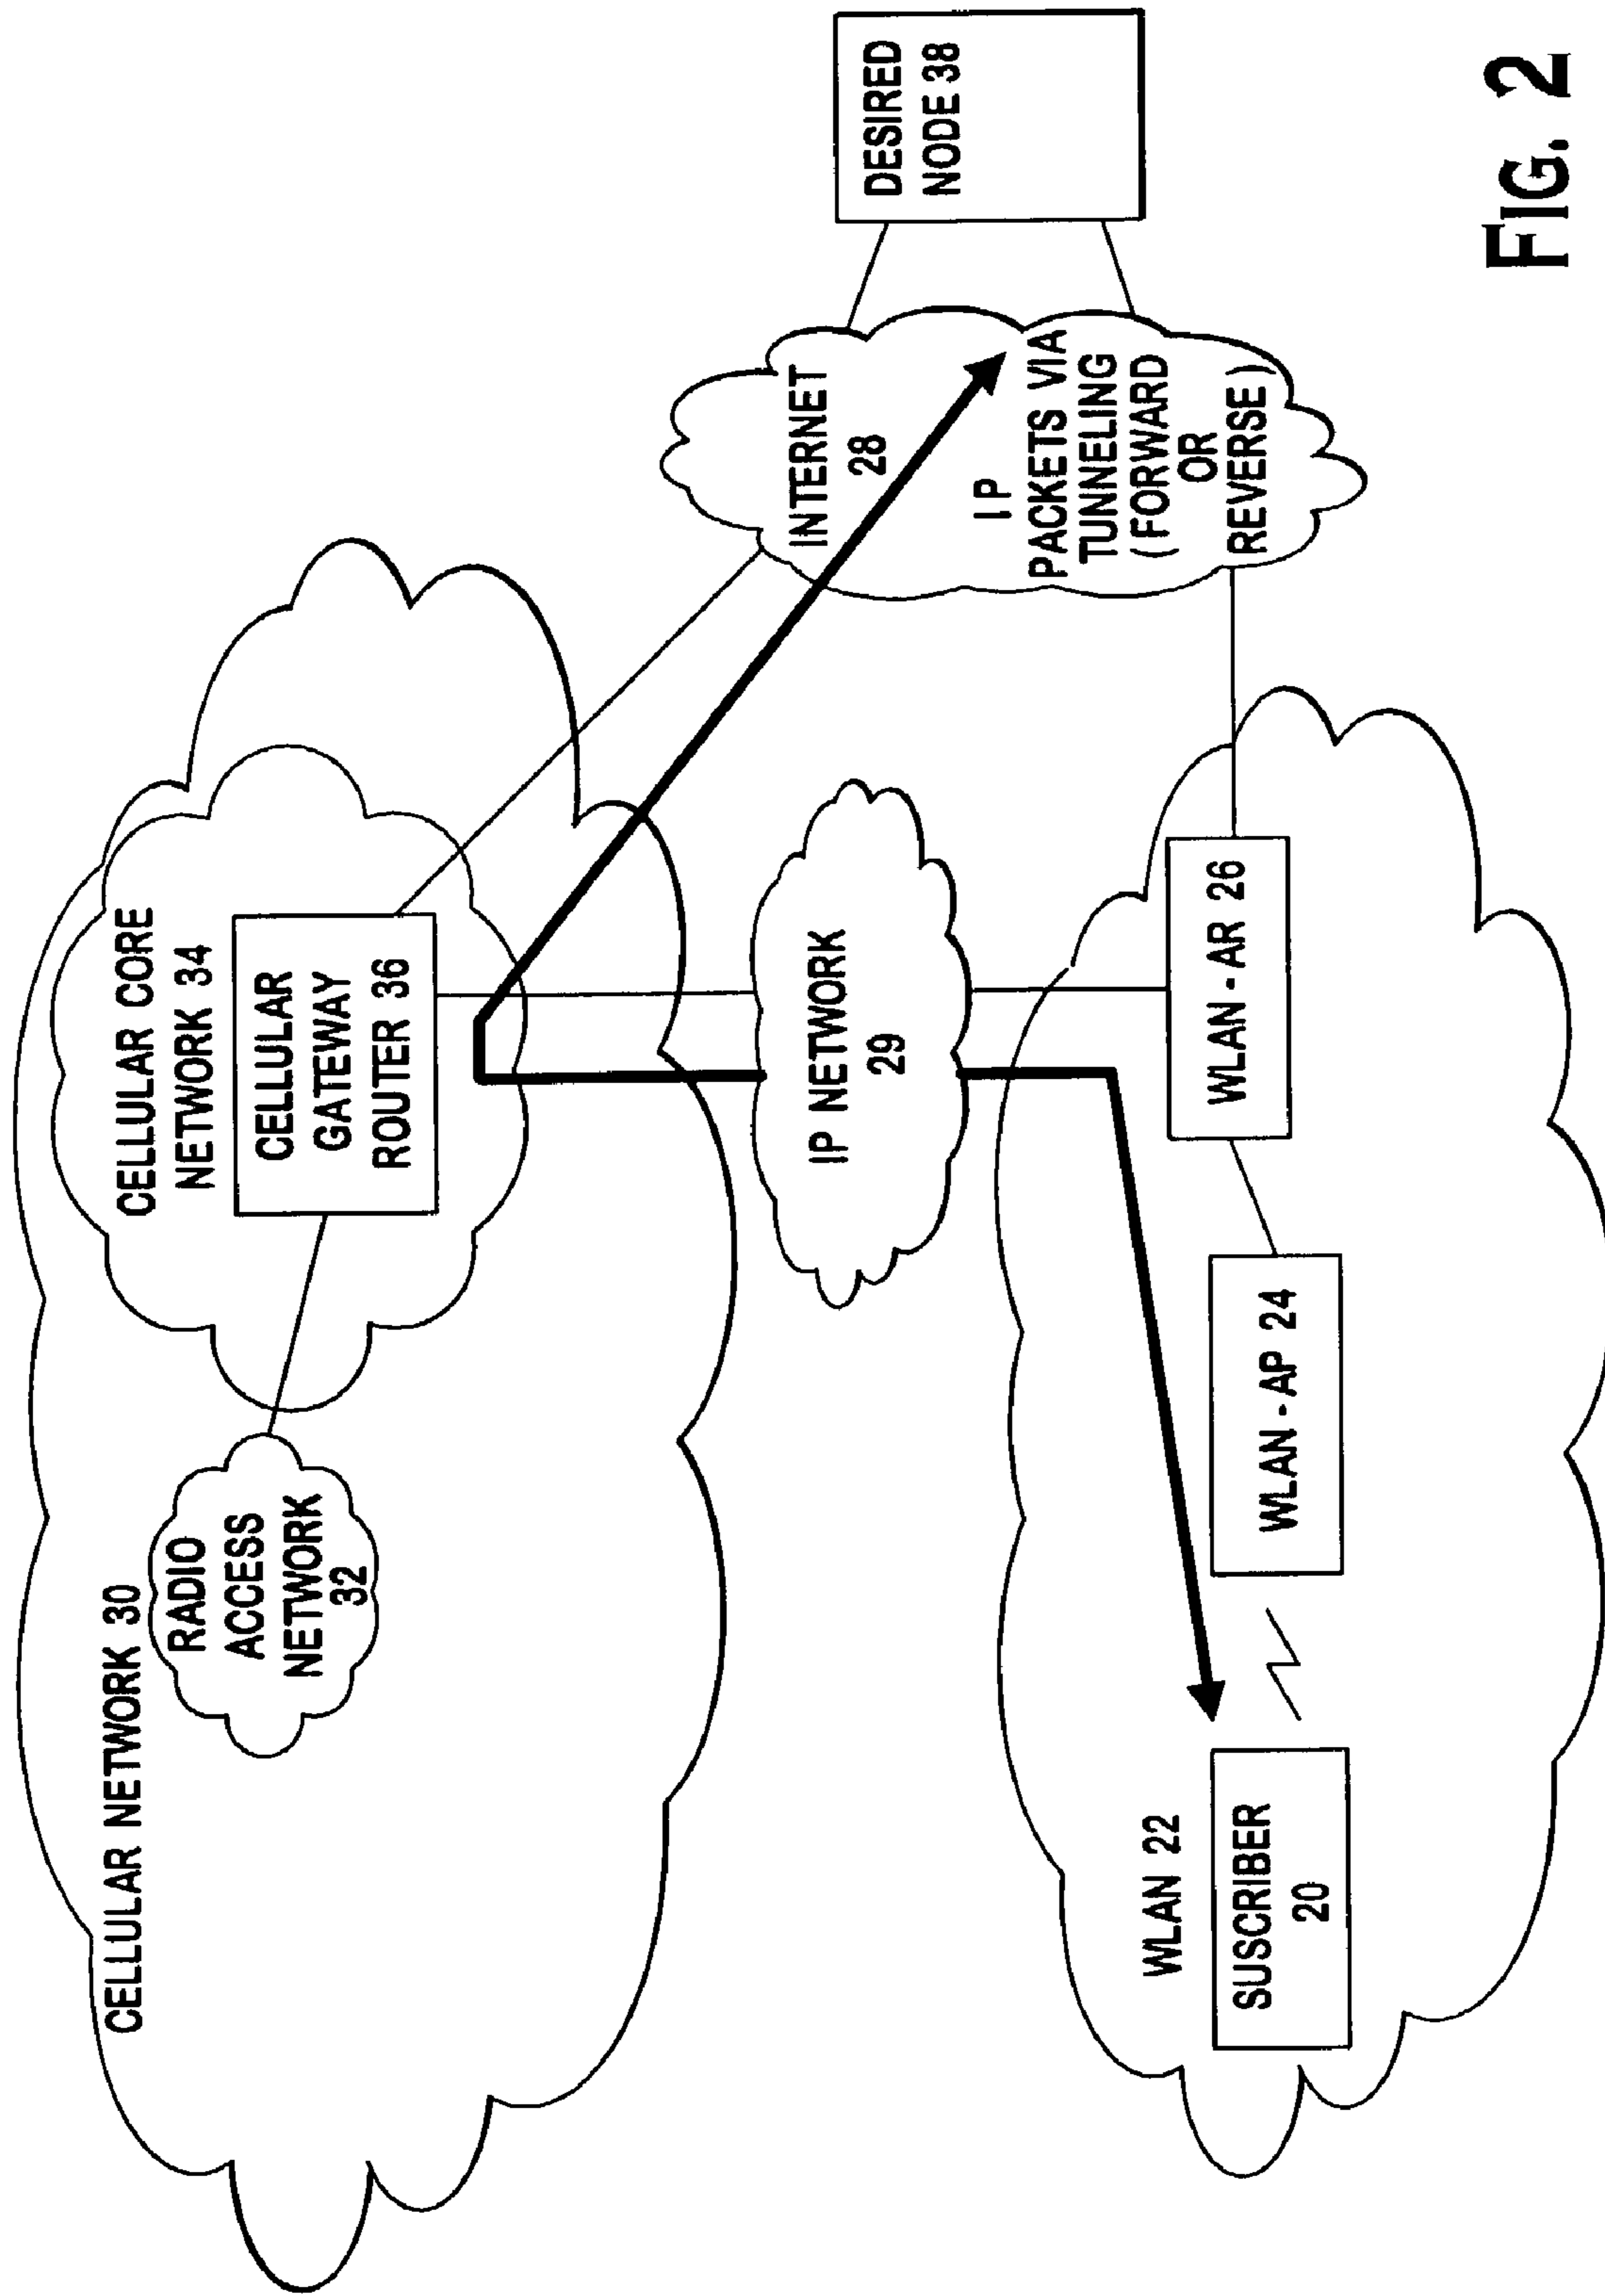 CELLULAR NETWORK 30
RADIO
ACCESS
NETWORK
32
CELLULAR CORE
NETWORK 34
CELLULAR
GATEWAY
ROUTER 36
IP NETWORK
29
INTERNET
28
IP
PACKETS VIA
TUNNELING
(FORWARD
OR
REVERSE)
DESIRED
NODE 38
WLAN 22
SUSCRIBER
20
WLAN - AP 24
WLAN - AR 26
FIG. 2